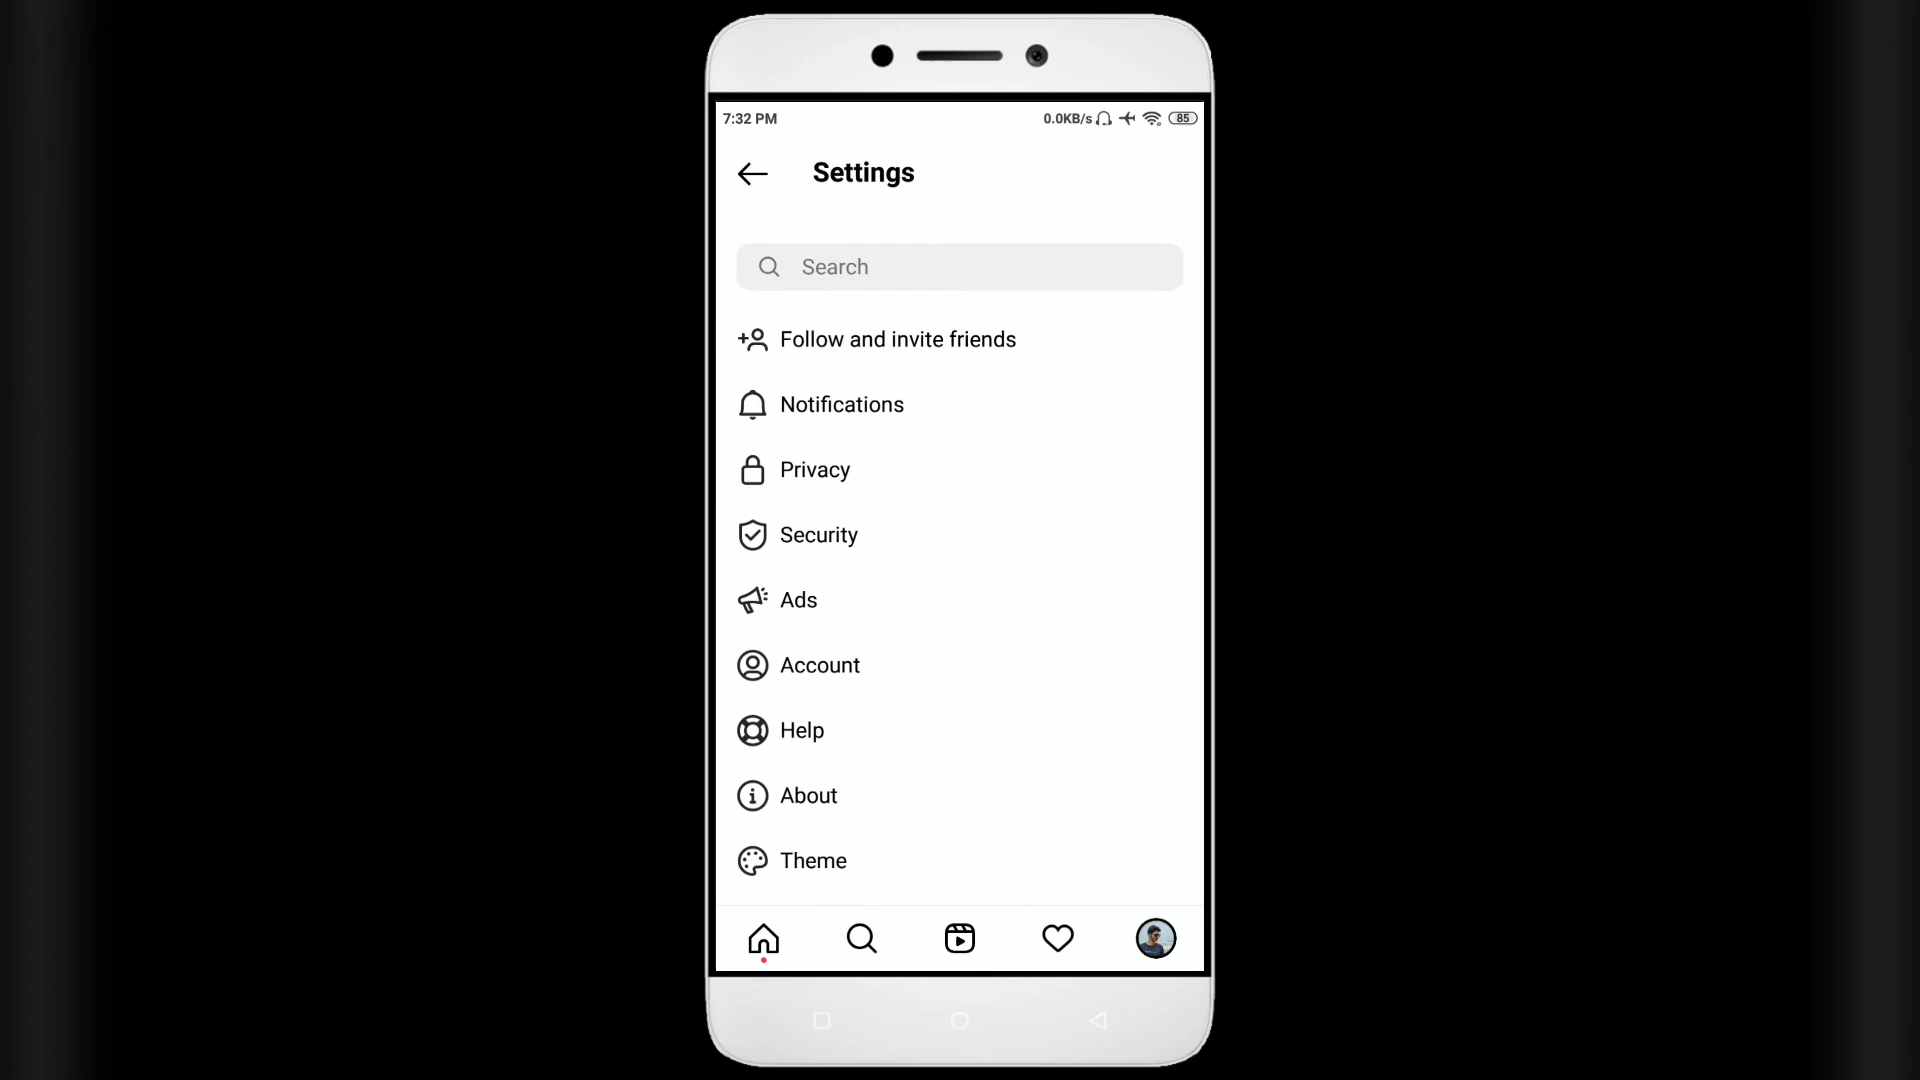 7:32 PM 0.0KB/s 85
Settings
Search
Follow and invite friends
Notifications
Privacy
Security
Ads
Account
Help
About
Theme